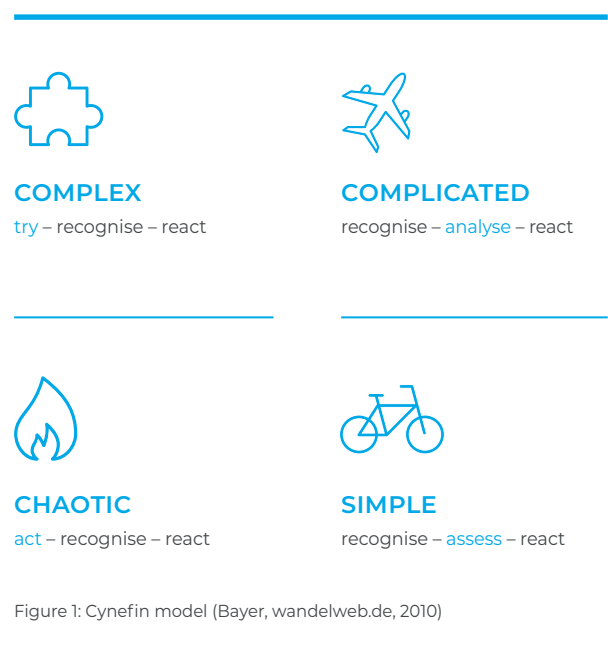 COMPLEX
try – recognise – react
COMPLICATED
recognise – analyse – react
CHAOTIC
act – recognise – react
SIMPLE
recognise – assess – react
Figure 1: Cynefin model (Bayer, wandelweb.de, 2010)